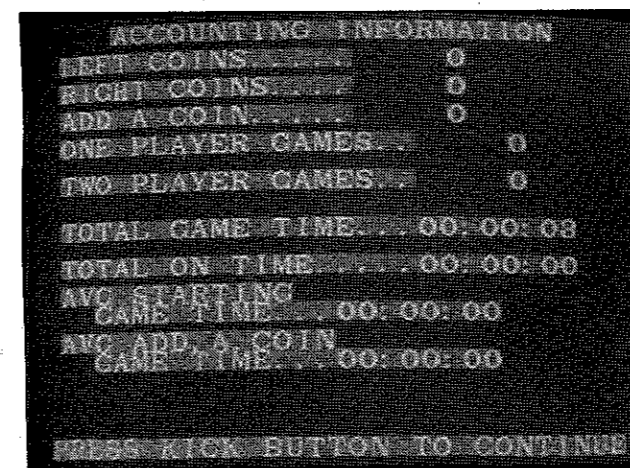 ACCOUNTING INFORMATION
LEFT COINS..... 0
RIGHT COINS.... 0
ADD A COIN..... 0
ONE PLAYER GAMES.. 0
TWO PLAYER GAMES.. 0
TOTAL GAME TIME...00:00:03
TOTAL ON TIME.....00:00:00
AVG STARTING
GAME TIME...00:00:00
AVG ADD A COIN
GAME TIME...00:00:00
PRESS KICK BUTTON TO CONTINUE